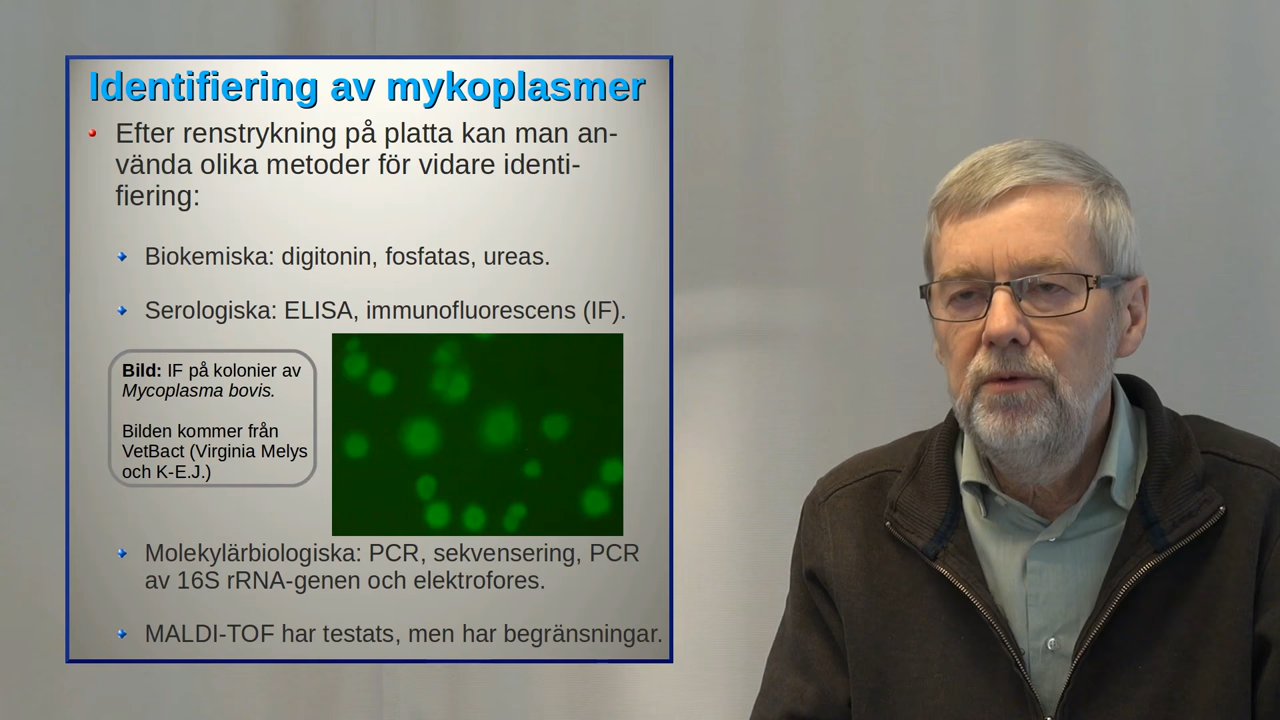 Identifiering av mykoplasmer
Efter renstrykning på platta kan man an-
vända olika metoder för vidare identi-
fiering:
Biokemiska: digitonin, fosfatas, ureas.
Serologiska: ELISA, immunofluorescens (IF).
Bild: IF på kolonier av
Mycoplasma bovis.
Bilden kommer från
VetBact (Virginia Melys
och K-E.J.)
Molekylärbiologiska: PCR, sekvensering, PCR
av 16S rRNA-genen och elektrofores.
MALDI-TOF har testats, men har begränsningar.